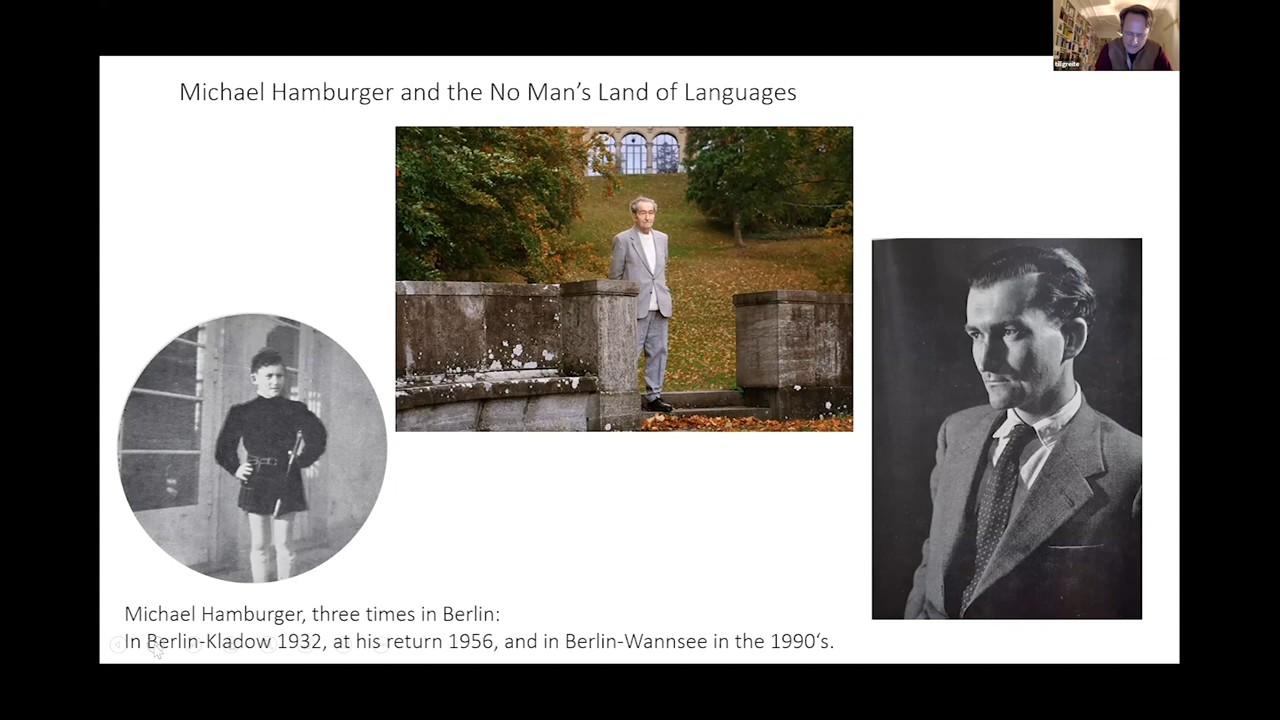 tilgreite
Michael Hamburger and the No Man’s Land of Languages
Michael Hamburger, three times in Berlin:
In Berlin-Kladow 1932, at his return 1956, and in Berlin-Wannsee in the 1990‘s.